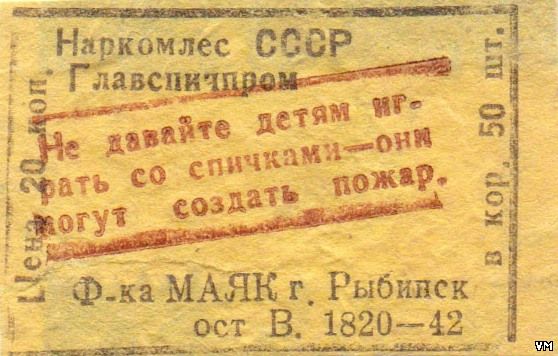 Наркомлес СССР
Главспичпром
Цена 20 коп.
Не давайте детям иг-
рать со спичками—они
могут создать пожар.
в кор. 50 шт.
Ф-ка МАЯК г. Рыбинск
ост В. 1820—42
VM